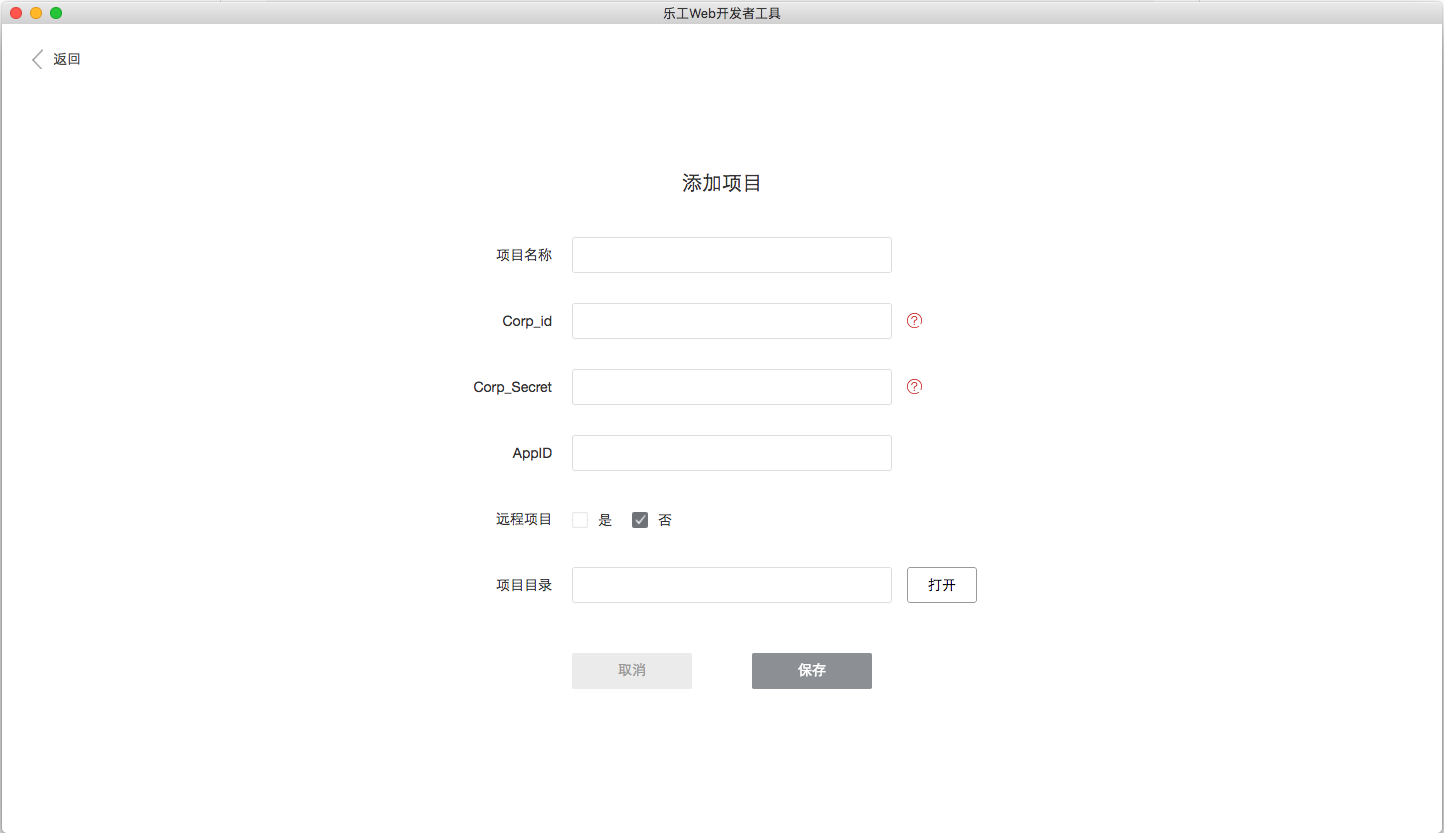 乐工Web开发者工具
返回
添加项目
项目名称
Corp_id
?
Corp_Secret
?
AppID
远程项目 是 否
项目目录 打开
取消 保存